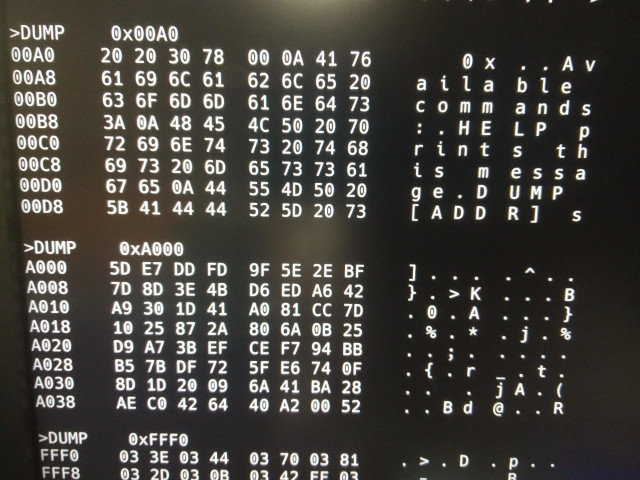 >DUMP 0x00A0
00A0 20 20 30 78 00 0A 41 76 0x..Av
00A8 61 69 6C 61 62 6C 65 20 ailable
00B0 63 6F 6D 6D 61 6E 64 73 commands
00B8 3A 0A 48 45 4C 50 20 70 :.HELP p
00C0 72 69 6E 74 73 20 74 68 rints th
00C8 69 73 20 6D 65 73 73 61 is messa
00D0 67 65 0A 44 55 4D 50 20 ge.DUMP
00D8 5B 41 44 44 52 5D 20 73 [ADDR] s
>DUMP 0xA000
A000 5D E7 DD FD 9F 5E 2E BF ]....^..
A008 7D 8D 3E 4B D6 ED A6 42 }.>K...B
A010 A9 30 1D 41 A0 81 CC 7D .0.A...}
A018 10 25 87 2A 80 6A 0B 25 .%.*.j.%
A020 D9 A7 3B EF CE F7 94 BB ..;.....
A028 B5 7B DF 72 5F E6 74 0F .{.r_.t.
A030 8D 1D 20 09 6A 41 BA 28 .. .jA.(
A038 AE C0 42 64 40 A2 00 52 ..Bd@..R
>DUMP 0xFFF0
FFF0 03 3E 03 44 03 70 03 81 .>.D.p..
FFF8 03 2D 03 0B 03 42 FF 03